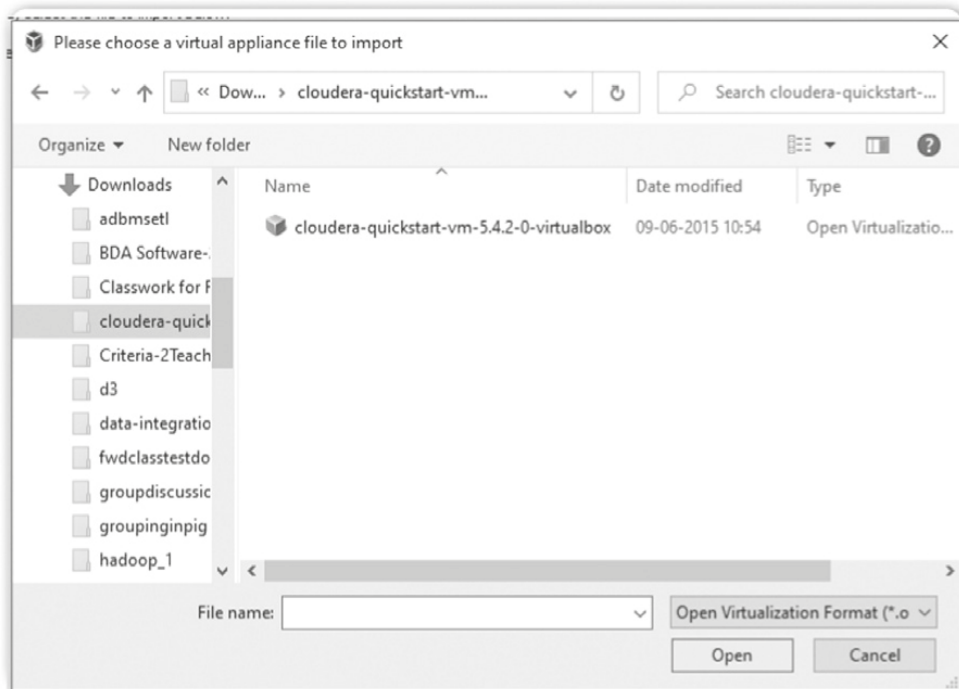 Please choose a virtual appliance file to import
« Dow... › cloudera-quickstart-vm...
Search cloudera-quickstart-...
Organize
New folder
Name
Date modified
Type
Downloads
adbmsetl
BDA Software-
Classwork for F
cloudera-quick
Criteria-2Teach
d3
data-integratio
fwdclasstestdo
groupdiscussic
groupinginpig
hadoop_1
cloudera-quickstart-vm-5.4.2-0-virtualbox
09-06-2015 10:54
Open Virtualizatio...
File name:
Open Virtualization Format (*.o
Open
Cancel